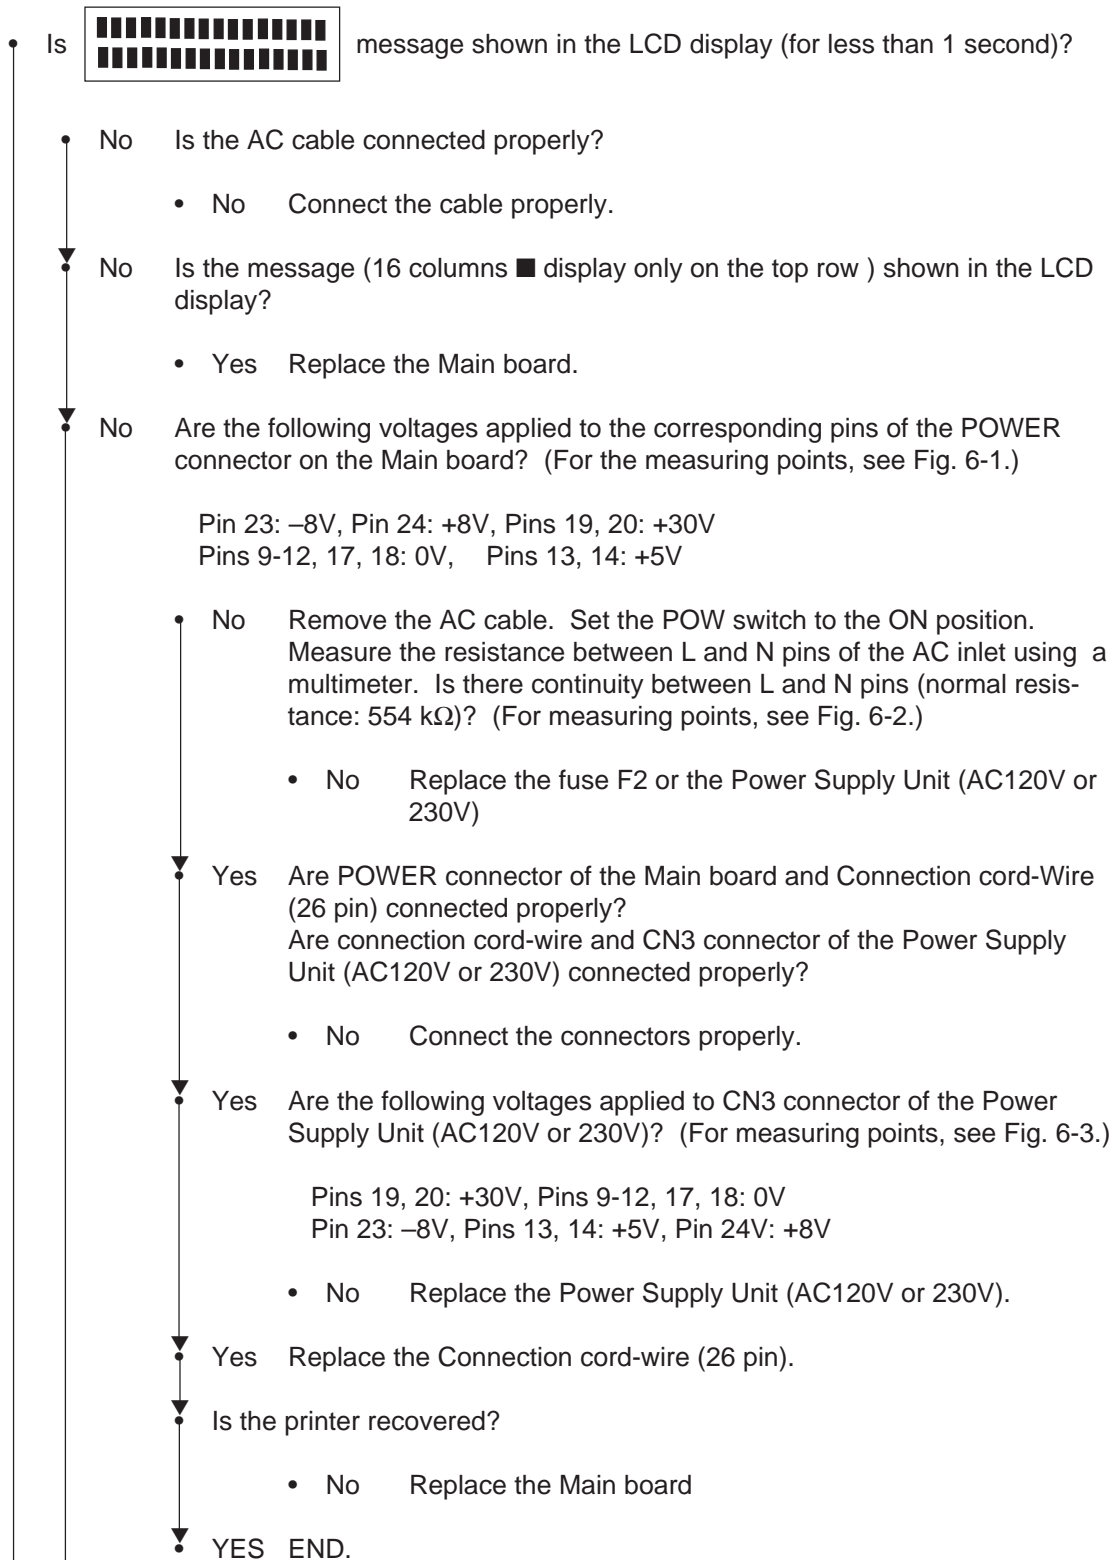 • Is message shown in the LCD display (for less than 1 second)?
• No Is the AC cable connected properly?
• No Connect the cable properly.
• No Is the message (16 columns ■ display only on the top row ) shown in the LCD
display?
• Yes Replace the Main board.
• No Are the following voltages applied to the corresponding pins of the POWER
connector on the Main board? (For the measuring points, see Fig. 6-1.)
Pin 23: –8V, Pin 24: +8V, Pins 19, 20: +30V
Pins 9-12, 17, 18: 0V, Pins 13, 14: +5V
• No Remove the AC cable. Set the POW switch to the ON position.
Measure the resistance between L and N pins of the AC inlet using a
multimeter. Is there continuity between L and N pins (normal resis-
tance: 554 kΩ)? (For measuring points, see Fig. 6-2.)
• No Replace the fuse F2 or the Power Supply Unit (AC120V or
230V)
• Yes Are POWER connector of the Main board and Connection cord-Wire
(26 pin) connected properly?
Are connection cord-wire and CN3 connector of the Power Supply
Unit (AC120V or 230V) connected properly?
• No Connect the connectors properly.
• Yes Are the following voltages applied to CN3 connector of the Power
Supply Unit (AC120V or 230V)? (For measuring points, see Fig. 6-3.)
Pins 19, 20: +30V, Pins 9-12, 17, 18: 0V
Pin 23: –8V, Pins 13, 14: +5V, Pin 24V: +8V
• No Replace the Power Supply Unit (AC120V or 230V).
• Yes Replace the Connection cord-wire (26 pin).
• Is the printer recovered?
• No Replace the Main board
• YES END.